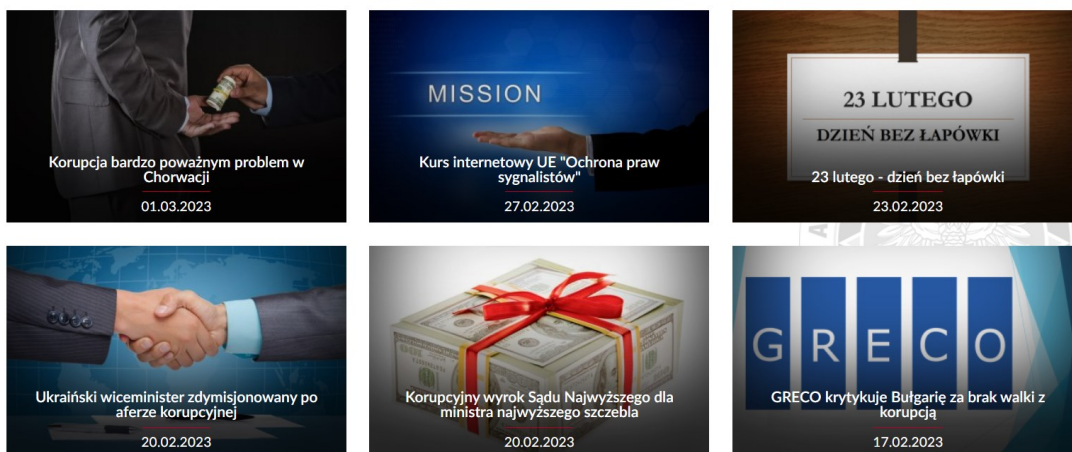 Korupcja bardzo poważnym problem w
Chorwacji
01.03.2023
MISSION
Kurs internetowy UE "Ochrona praw
sygnalistów"
27.02.2023
23 LUTEGO
DZIEŃ BEZ ŁAPÓWKI
23 lutego - dzień bez łapówki
23.02.2023
Ukraiński wiceminister zdymisjonowany po
aferze korupcyjnej
20.02.2023
Korupcyjny wyrok Sądu Najwyższego dla
ministra najwyższego szczebla
20.02.2023
GRECO
GRECO krytykuje Bułgarię za brak walki z
korupcją
17.02.2023